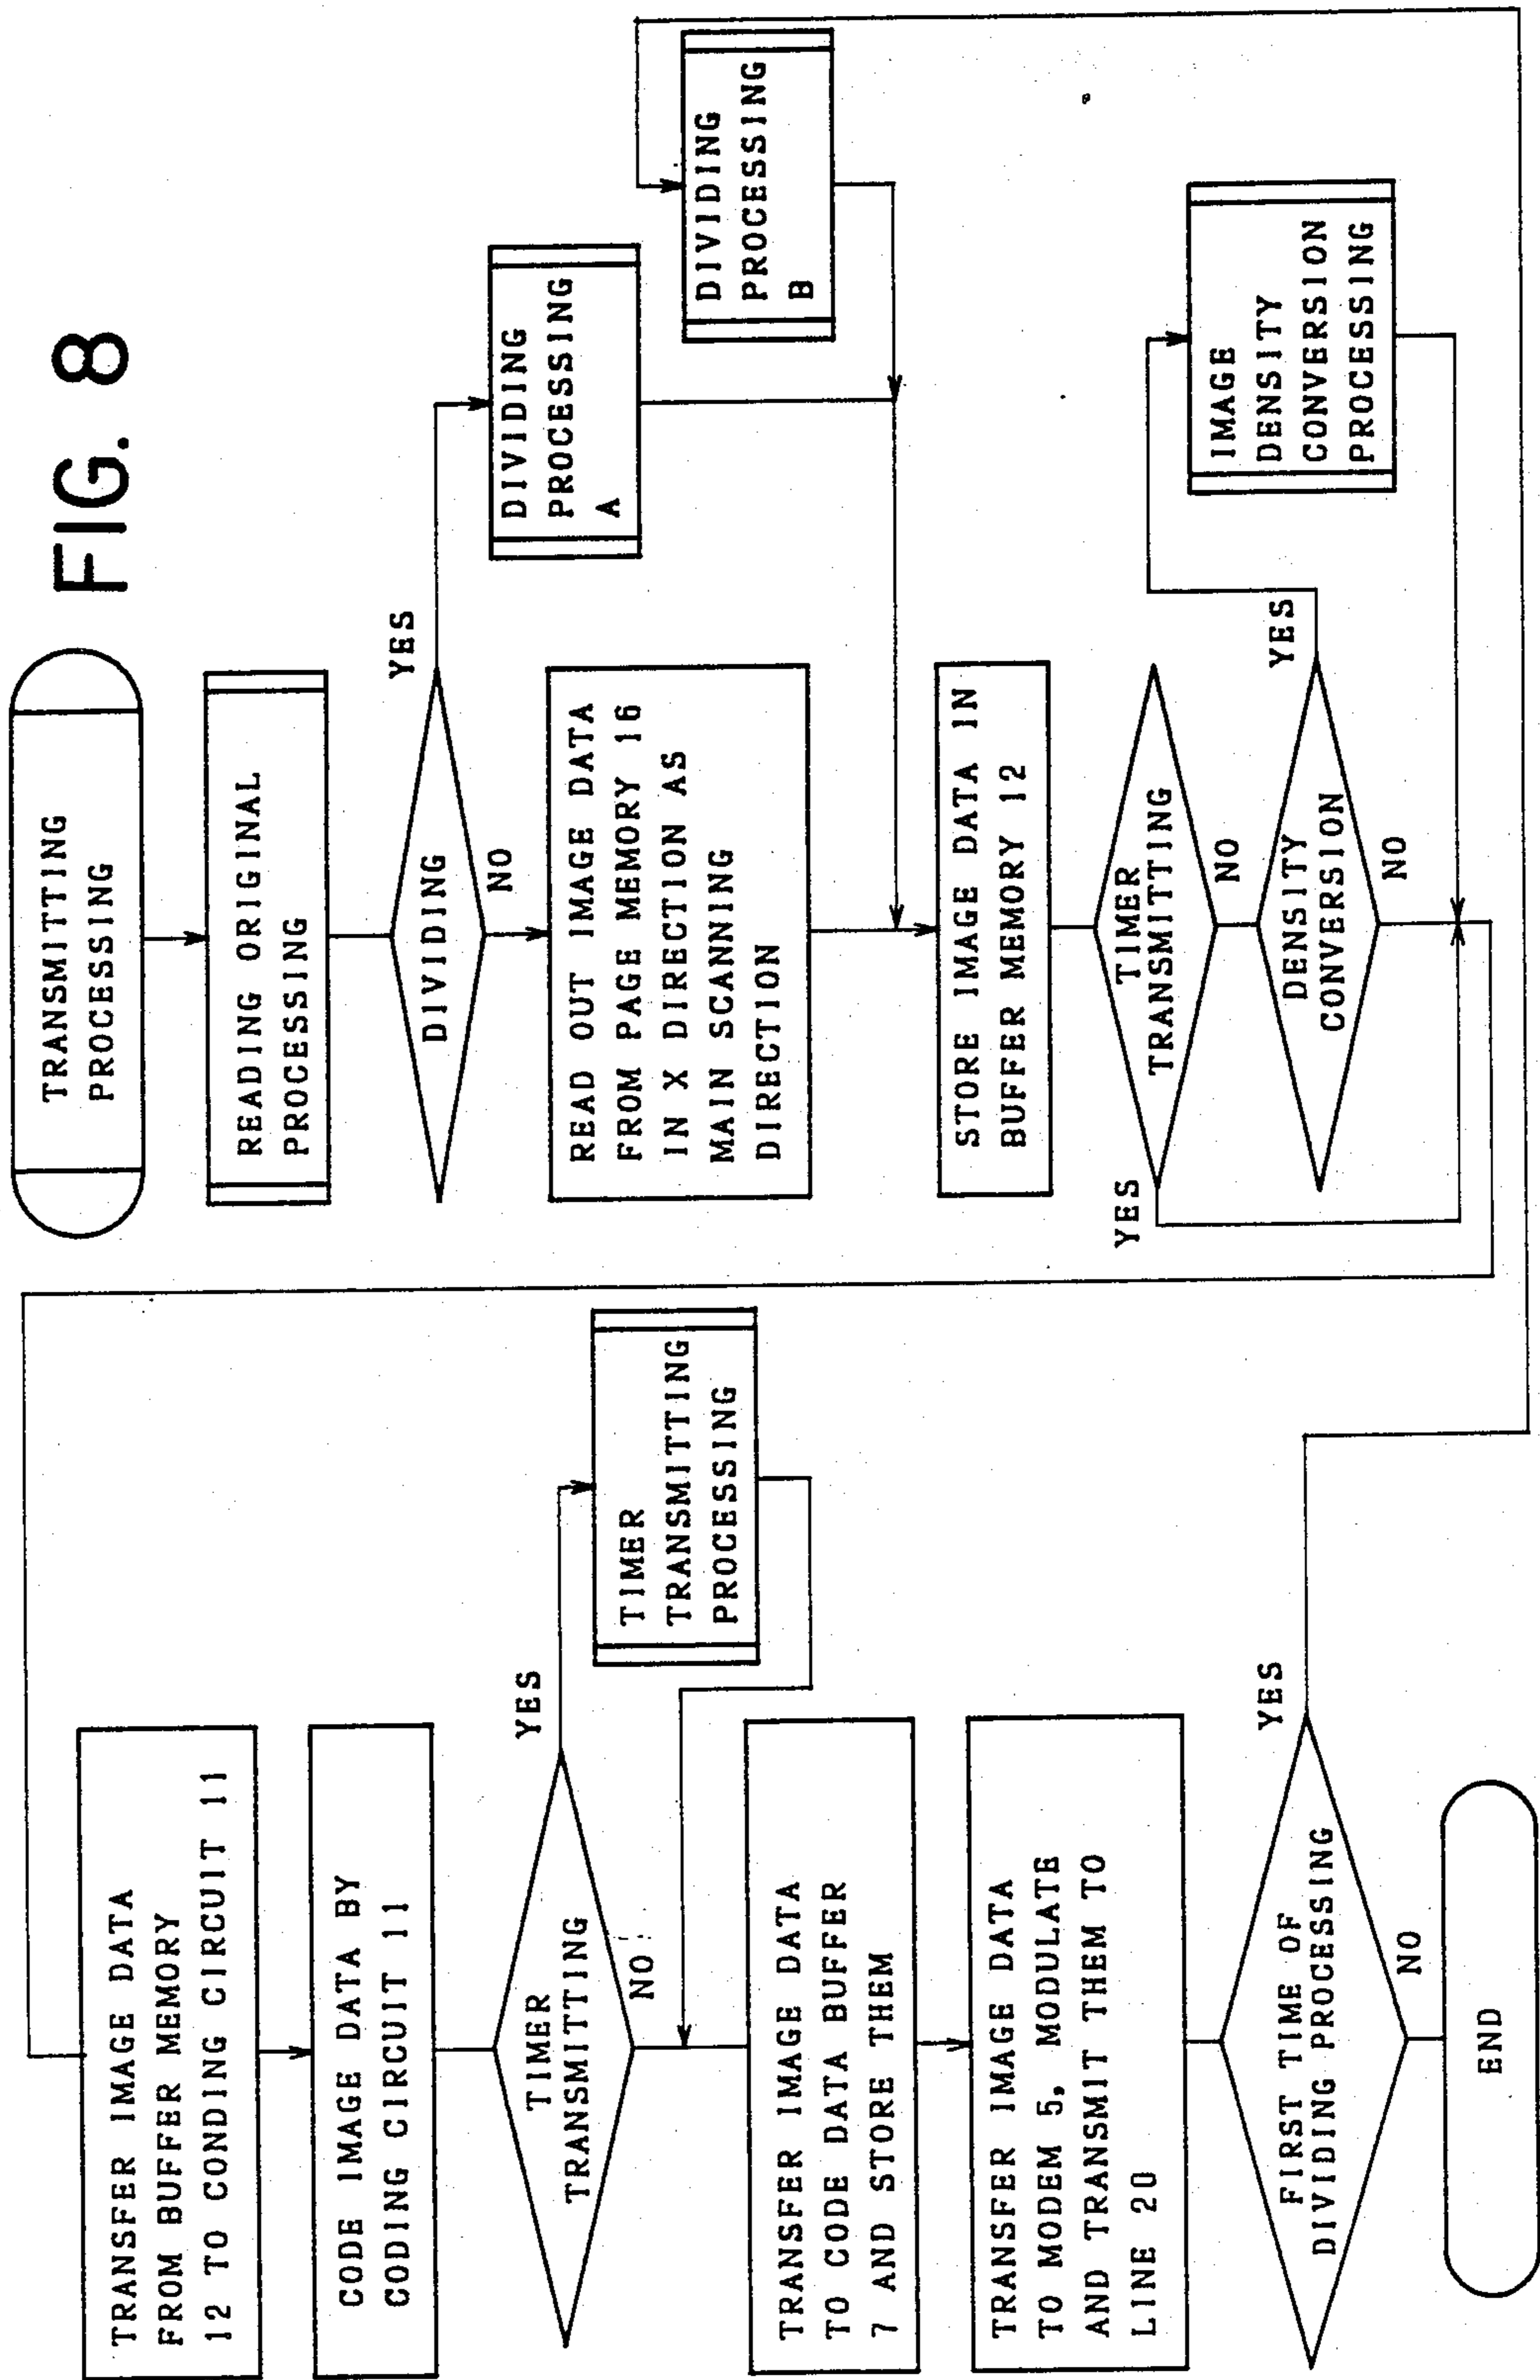 FIG. 8
TRANSMITTING
PROCESSING
READING ORIGINAL
PROCESSING
DIVIDING
YES
NO
DIVIDING
PROCESSING
A
DIVIDING
PROCESSING
B
READ OUT IMAGE DATA
FROM PAGE MEMORY 16
IN X DIRECTION AS
MAIN SCANNING
DIRECTION
STORE IMAGE DATA IN
BUFFER MEMORY 12
TIMER
TRANSMITTING
YES
NO
DENSITY
CONVERSION
YES
NO
IMAGE
DENSITY
CONVERSION
PROCESSING
TRANSFER IMAGE DATA
FROM BUFFER MEMORY
12 TO CONDING CIRCUIT 11
CODE IMAGE DATA BY
CODING CIRCUIT 11
TIMER
TRANSMITTING
YES
NO
TIMER
TRANSMITTING
PROCESSING
TRANSFER IMAGE DATA
TO CODE DATA BUFFER
7 AND STORE THEM
TRANSFER IMAGE DATA
TO MODEM 5, MODULATE
AND TRANSMIT THEM TO
LINE 20
FIRST TIME OF
DIVIDING PROCESSING
YES
NO
END